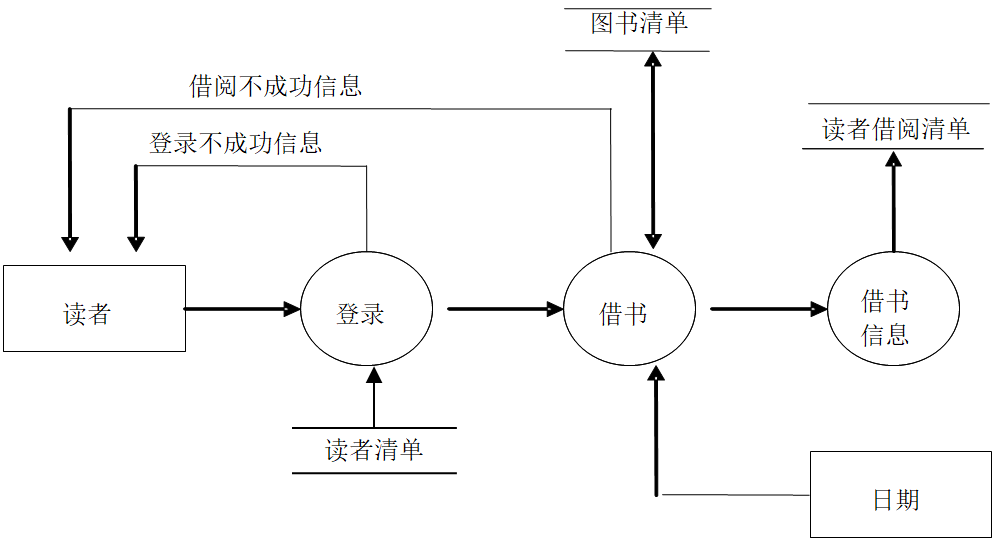 图书清单
借阅不成功信息
读者借阅清单
登录不成功信息
读者
登录
借书
借书
信息
读者清单
日期